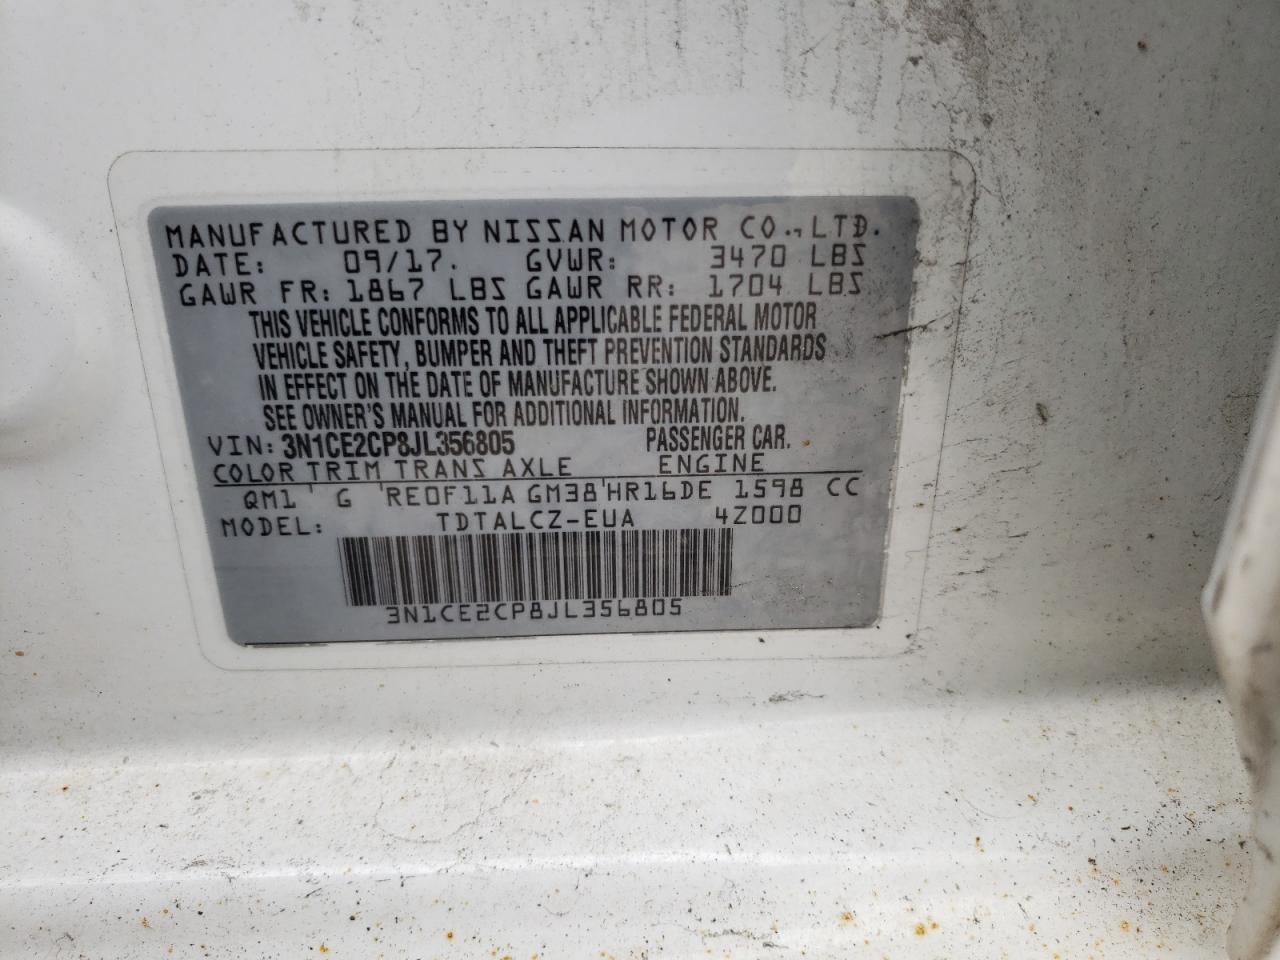 MANUFACTURED BY NISSAN MOTOR CO., LTD.
DATE: 09/17. GVWR: 3470 LBS
GAWR FR: 1867 LBS GAWR RR: 1704 LBS
THIS VEHICLE CONFORMS TO ALL APPLICABLE FEDERAL MOTOR
VEHICLE SAFETY, BUMPER AND THEFT PREVENTION STANDARDS
IN EFFECT ON THE DATE OF MANUFACTURE SHOWN ABOVE.
SEE OWNER'S MANUAL FOR ADDITIONAL INFORMATION.
VIN: 3N1CE2CP8JL356805 PASSENGER CAR.
COLOR TRIM TRANS AXLE ENGINE
QM1 ' G 'RE0F11A GM38'HR16DE 1598 CC
MODEL: TDTALCZ-EUA 4Z000
3N1CE2CP8JL356805